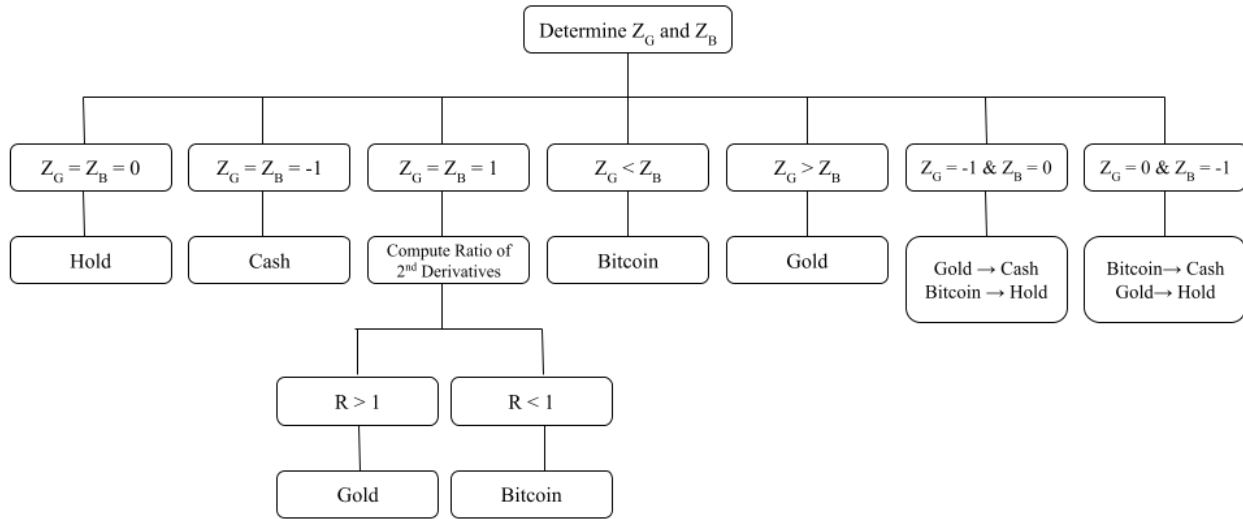 Determine Z_G and Z_B
Z_G = Z_B = 0
Z_G = Z_B = -1
Z_G = Z_B = 1
Z_G < Z_B
Z_G > Z_B
Z_G = -1 & Z_B = 0
Z_G = 0 & Z_B = -1
Hold
Cash
Compute Ratio of
2nd Derivatives
Bitcoin
Gold
Gold → Cash
Bitcoin → Hold
Bitcoin→ Cash
Gold→ Hold
R > 1
R < 1
Gold
Bitcoin